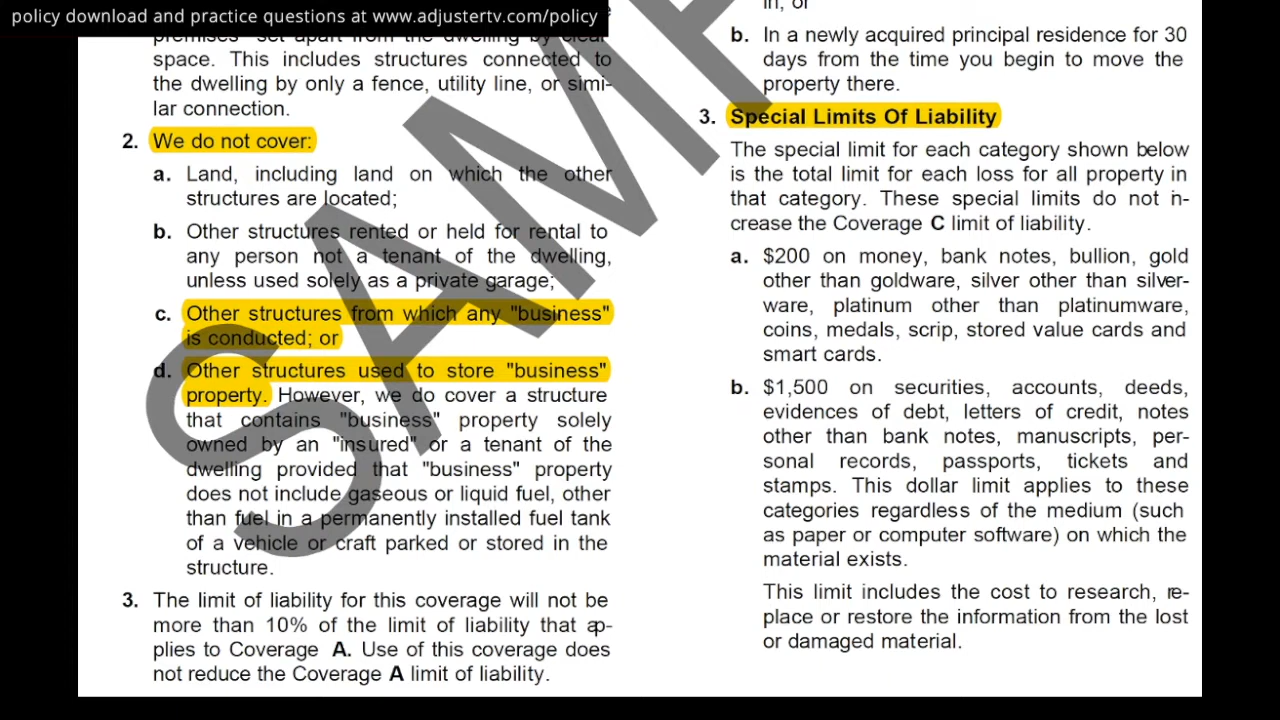 policy download and practice questions at www.adjustertv.com/policy
space. This includes structures connected to
the dwelling by only a fence, utility line, or simi-
lar connection.
2. We do not cover:
a. Land, including land on which the other
structures are located;
b. Other structures rented or held for rental to
any person not a tenant of the dwelling,
unless used solely as a private garage;
c. Other structures from which any "business"
is conducted; or
d. Other structures used to store "business"
property. However, we do cover a structure
that contains "business" property solely
owned by an "insured" or a tenant of the
dwelling provided that "business" property
does not include gaseous or liquid fuel, other
than fuel in a permanently installed fuel tank
of a vehicle or craft parked or stored in the
structure.
3. The limit of liability for this coverage will not be
more than 10% of the limit of liability that ap-
plies to Coverage A. Use of this coverage does
not reduce the Coverage A limit of liability.
in; or
b. In a newly acquired principal residence for 30
days from the time you begin to move the
property there.
3. Special Limits Of Liability
The special limit for each category shown below
is the total limit for each loss for all property in
that category. These special limits do not in-
crease the Coverage C limit of liability.
a. $200 on money, bank notes, bullion, gold
other than goldware, silver other than silver-
ware, platinum other than platinumware,
coins, medals, scrip, stored value cards and
smart cards.
b. $1,500 on securities, accounts, deeds,
evidences of debt, letters of credit, notes
other than bank notes, manuscripts, per-
sonal records, passports, tickets and
stamps. This dollar limit applies to these
categories regardless of the medium (such
as paper or computer software) on which the
material exists.
This limit includes the cost to research, re-
place or restore the information from the lost
or damaged material.